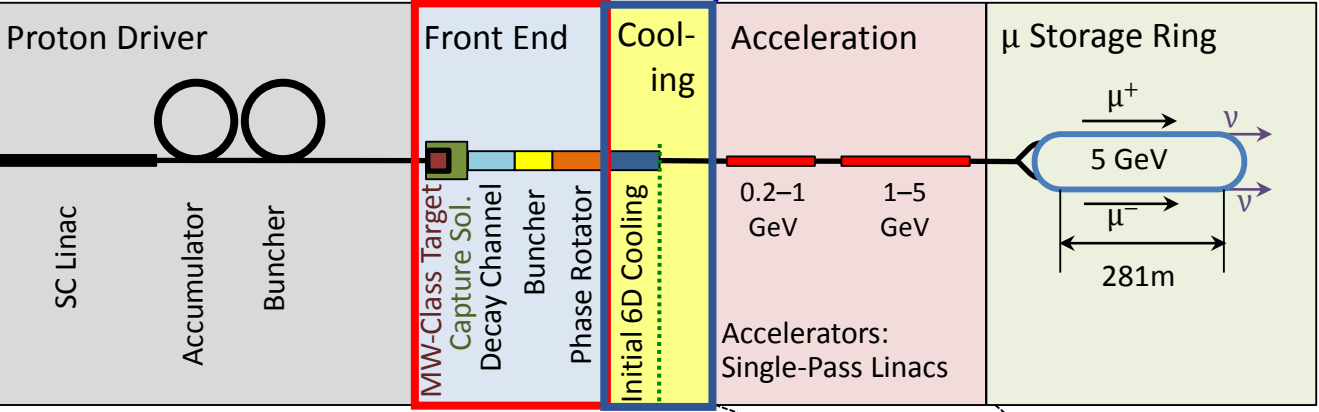 Proton Driver
SC Linac
Accumulator
Buncher
Front End
MW-Class Target
Capture Sol.
Decay Channel
Buncher
Phase Rotator
Cool-
ing
Initial 6D Cooling
Acceleration
0.2–1
GeV
1–5
GeV
Accelerators:
Single-Pass Linacs
μ Storage Ring
μ+
ν
5 GeV
μ−
ν
281m